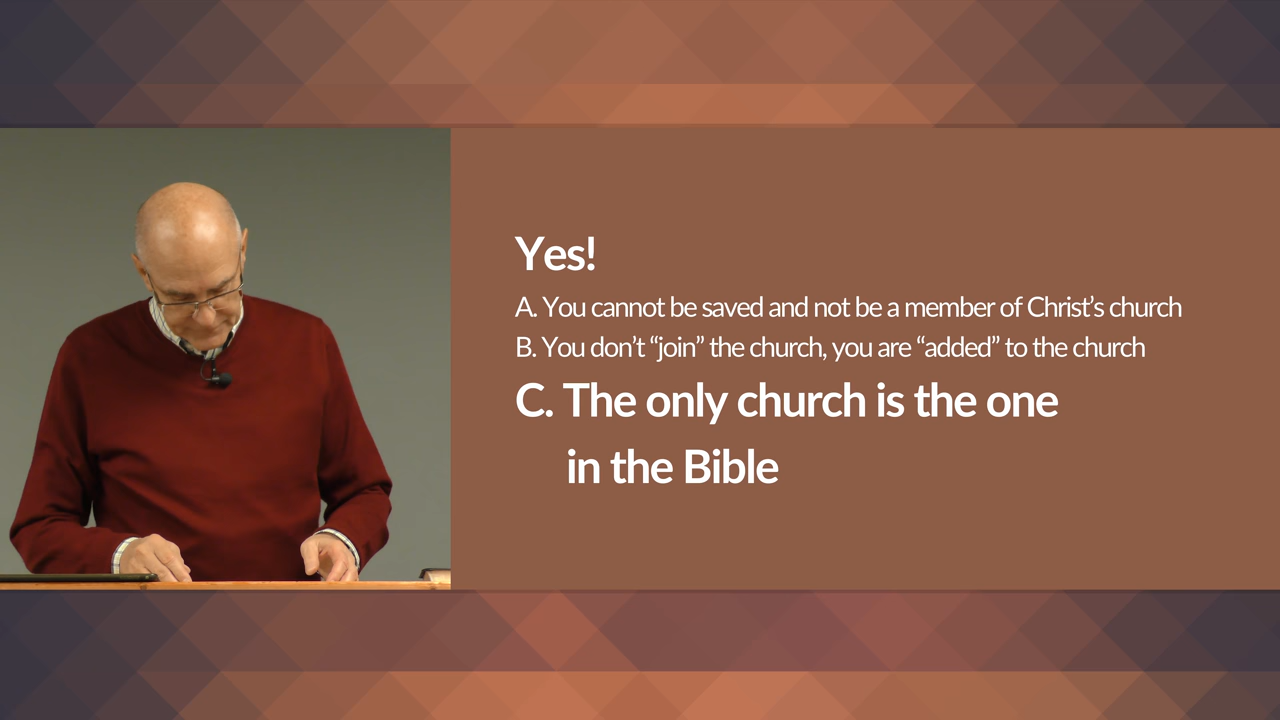 Yes!
A. You cannot be saved and not be a member of Christ’s church
B. You don’t “join” the church, you are “added” to the church
C. The only church is the one
in the Bible